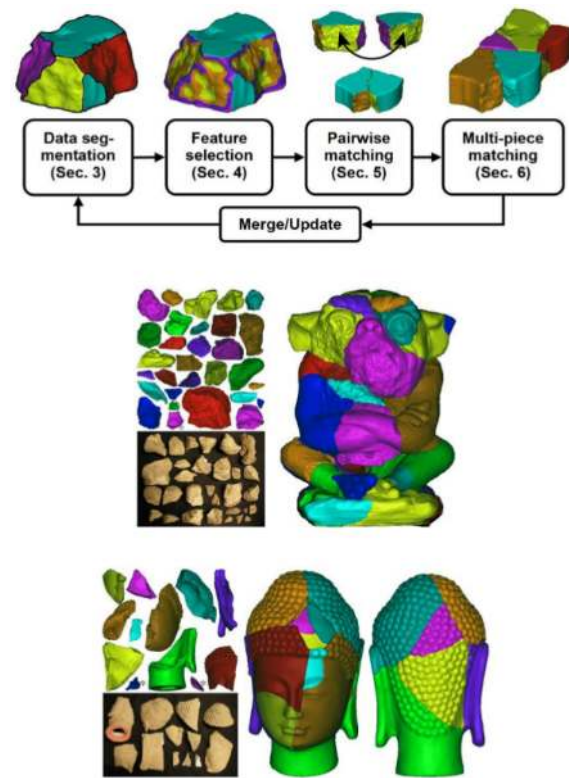 Data seg-
mentation
(Sec. 3)
Feature
selection
(Sec. 4)
Pairwise
matching
(Sec. 5)
Multi-piece
matching
(Sec. 6)
Merge/Update